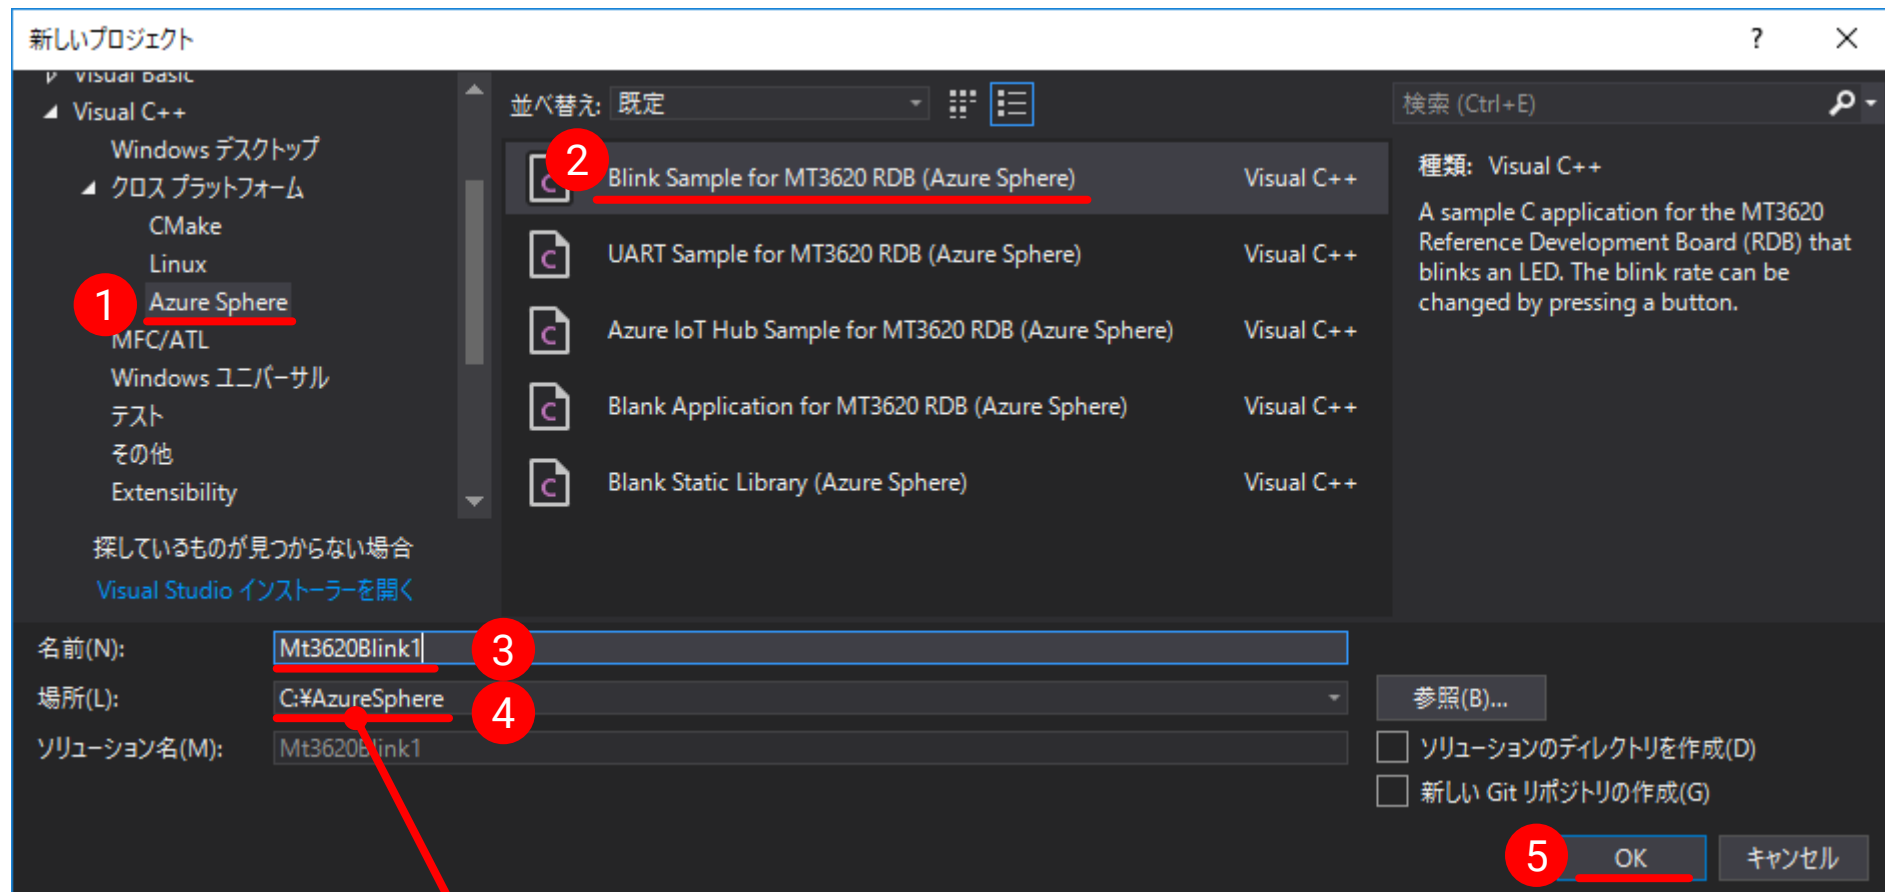 新しいプロジェクト
?
Visual Basic
Visual C++
Windows デスクトップ
クロス プラットフォーム
CMake
Linux
1
Azure Sphere
MFC/ATL
Windows ユニバーサル
テスト
その他
Extensibility
探しているものが見つからない場合
Visual Studio インストーラーを開く
並べ替え: 既定
2
Blink Sample for MT3620 RDB (Azure Sphere) Visual C++
UART Sample for MT3620 RDB (Azure Sphere) Visual C++
Azure IoT Hub Sample for MT3620 RDB (Azure Sphere) Visual C++
Blank Application for MT3620 RDB (Azure Sphere) Visual C++
Blank Static Library (Azure Sphere) Visual C++
検索 (Ctrl+E)
種類: Visual C++
A sample C application for the MT3620
Reference Development Board (RDB) that
blinks an LED. The blink rate can be
changed by pressing a button.
名前(N): Mt3620Blink1 3
場所(L): C:¥AzureSphere 4 参照(B)...
ソリューション名(M): Mt3620Blink1
ソリューションのディレクトリを作成(D)
新しい Git リポジトリの作成(G)
5 OK キャンセル